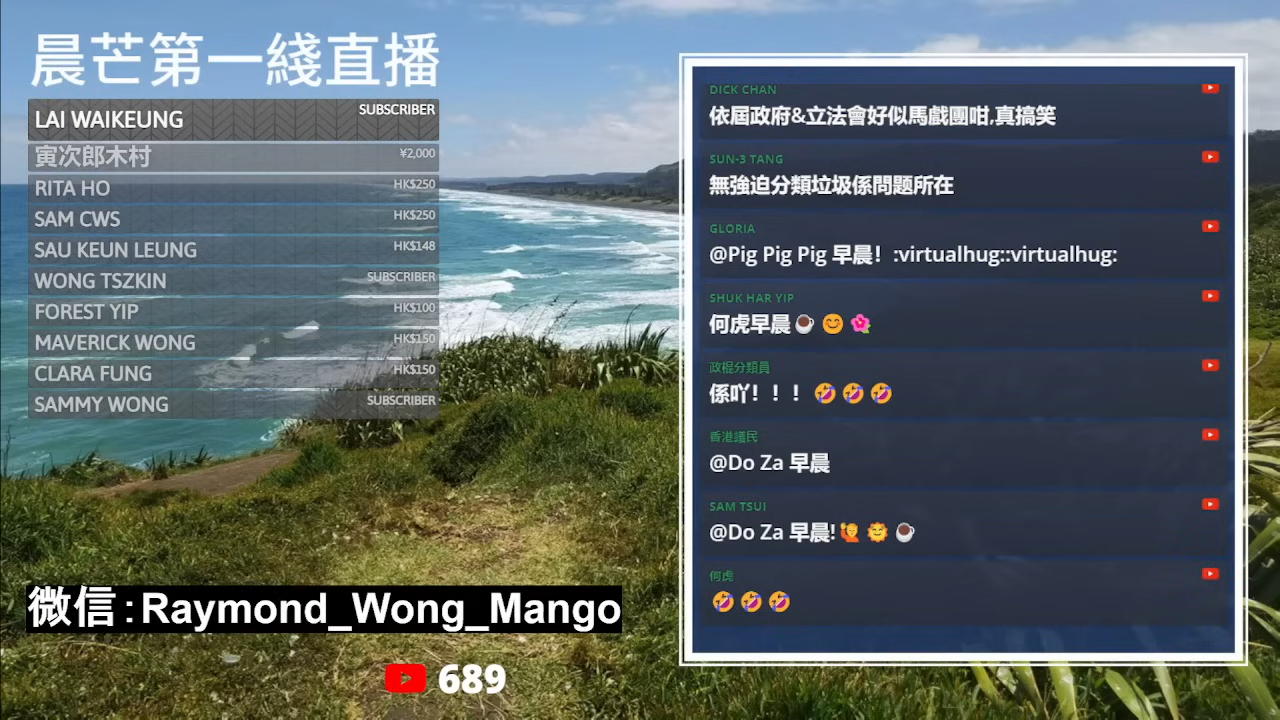 晨芒第一綫直播
LAI WAIKEUNG SUBSCRIBER
寅次郎木村 ¥2,000
RITA HO HK$250
SAM CWS HK$250
SAU KEUN LEUNG HK$148
WONG TSZKIN SUBSCRIBER
FOREST YIP HK$100
MAVERICK WONG HK$150
CLARA FUNG HK$150
SAMMY WONG SUBSCRIBER
微信:Raymond_Wong_Mango
689
DICK CHAN
依屆政府&立法會好似馬戲團咁,真搞笑
SUN-3 TANG
無強迫分類垃圾係問題所在
GLORIA
@Pig Pig Pig 早晨！:virtualhug::virtualhug:
SHUK HAR YIP
何虎早晨☕😊🌺
政棍分類員
係吖！！！🤣🤣🤣
香港議民
@Do Za 早晨
SAM TSUI
@Do Za 早晨!🙋🌞☕
何虎
🤣🤣🤣